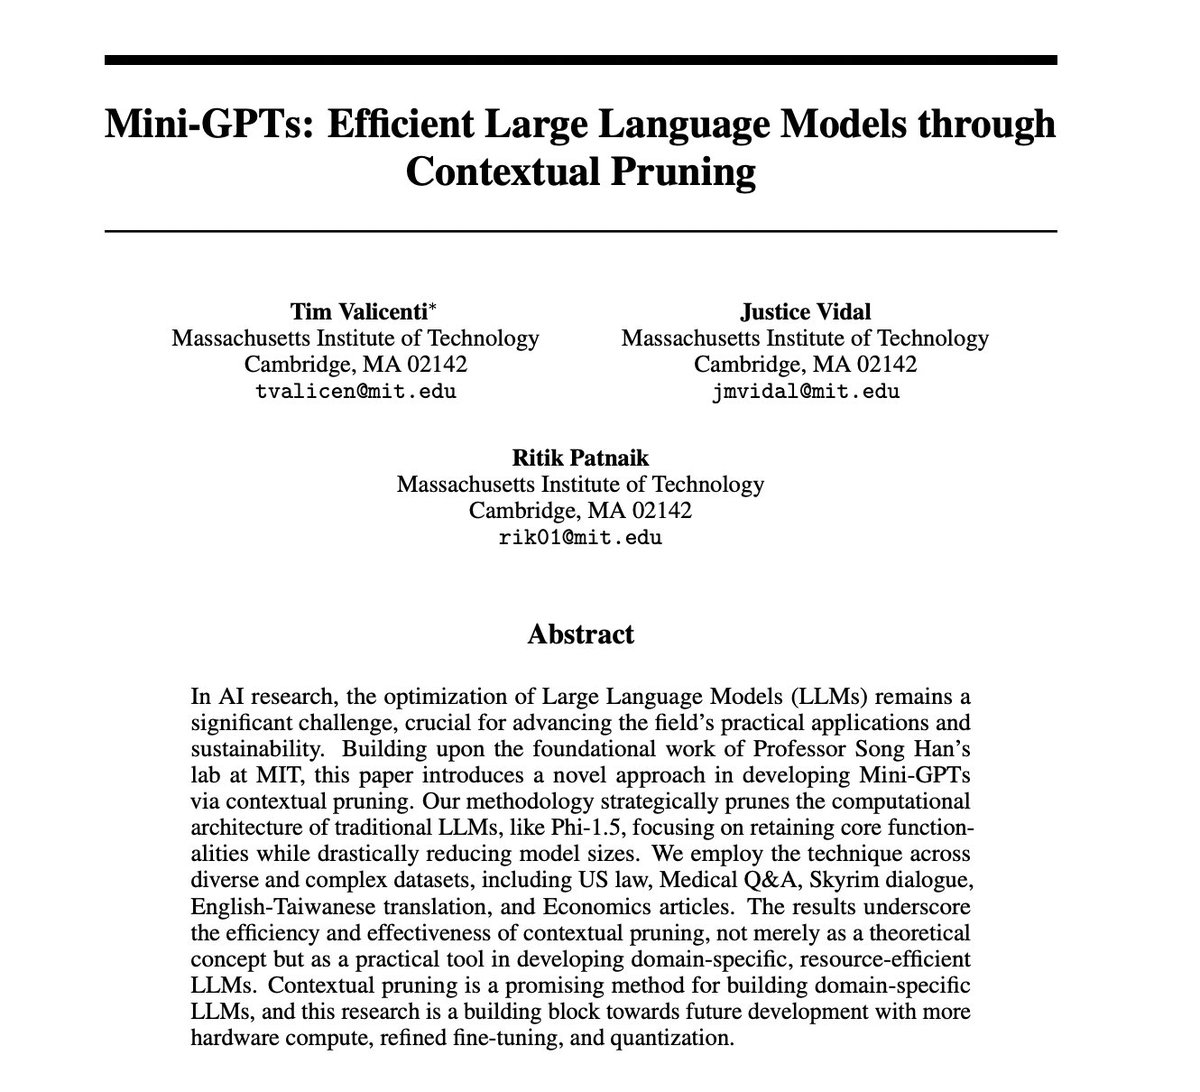 Mini-GPTs: Efficient Large Language Models through
Contextual Pruning
Tim Valicenti*
Massachusetts Institute of Technology
Cambridge, MA 02142
tvalicen@mit.edu
Justice Vidal
Massachusetts Institute of Technology
Cambridge, MA 02142
jmvidal@mit.edu
Ritik Patnaik
Massachusetts Institute of Technology
Cambridge, MA 02142
rik01@mit.edu
Abstract
In AI research, the optimization of Large Language Models (LLMs) remains a
significant challenge, crucial for advancing the field's practical applications and
sustainability. Building upon the foundational work of Professor Song Han's
lab at MIT, this paper introduces a novel approach in developing Mini-GPTs
via contextual pruning. Our methodology strategically prunes the computational
architecture of traditional LLMs, like Phi-1.5, focusing on retaining core function-
alities while drastically reducing model sizes. We employ the technique across
diverse and complex datasets, including US law, Medical Q&A, Skyrim dialogue,
English-Taiwanese translation, and Economics articles. The results underscore
the efficiency and effectiveness of contextual pruning, not merely as a theoretical
concept but as a practical tool in developing domain-specific, resource-efficient
LLMs. Contextual pruning is a promising method for building domain-specific
LLMs, and this research is a building block towards future development with more
hardware compute, refined fine-tuning, and quantization.